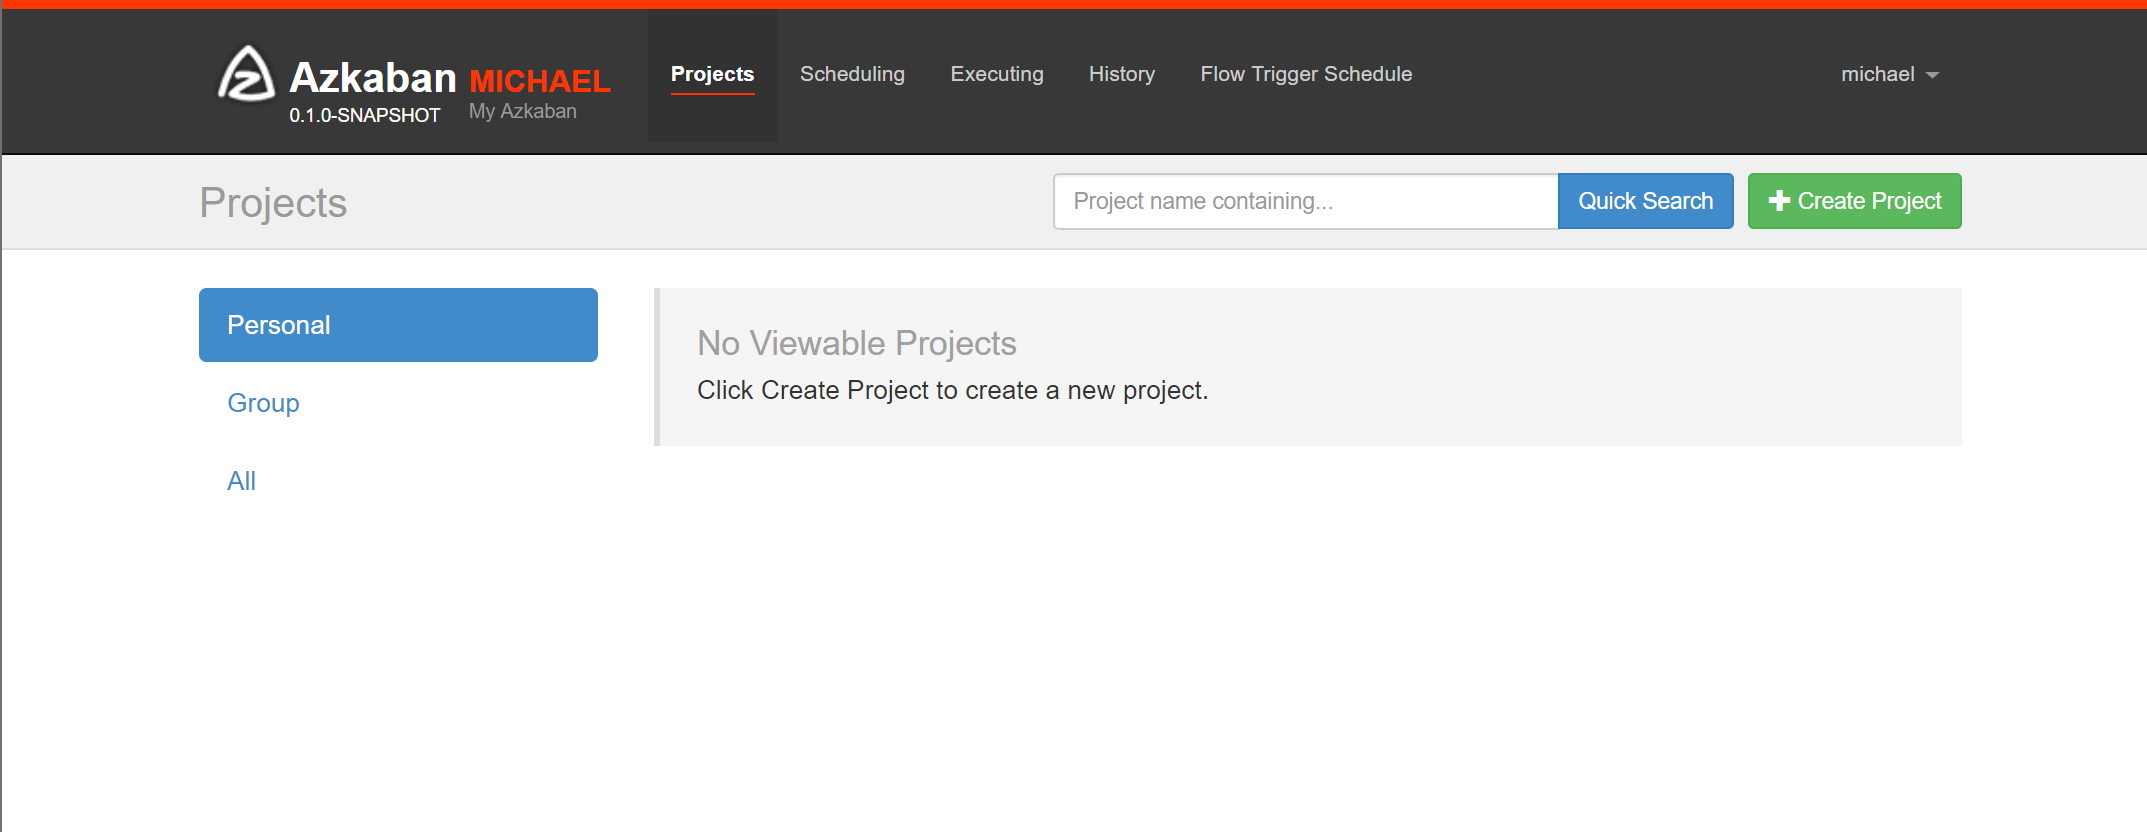 Azkaban MICHAEL
0.1.0-SNAPSHOT My Azkaban
Projects Scheduling Executing History Flow Trigger Schedule michael
Projects
Project name containing... Quick Search Create Project
Personal
Group
All
No Viewable Projects
Click Create Project to create a new project.